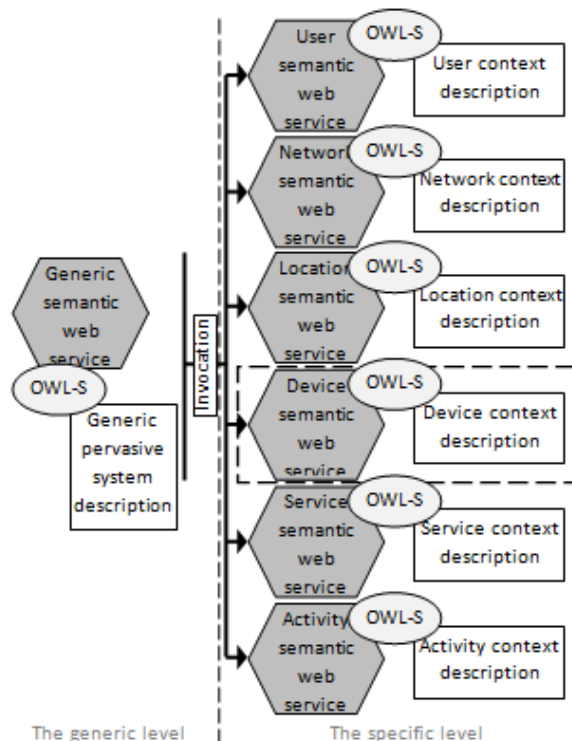 User
semantic
web
service
OWL-S
User context
description
Network
semantic
web
service
OWL-S
Network context
description
Generic
semantic
web
service
OWL-S
Generic
pervasive
system
description
Invocation
Location
semantic
web
service
OWL-S
Location context
description
Device
semantic
web
service
OWL-S
Device context
description
Service
semantic
web
service
OWL-S
Service context
description
Activity
semantic
web
service
OWL-S
Activity context
description
The generic level
The specific level